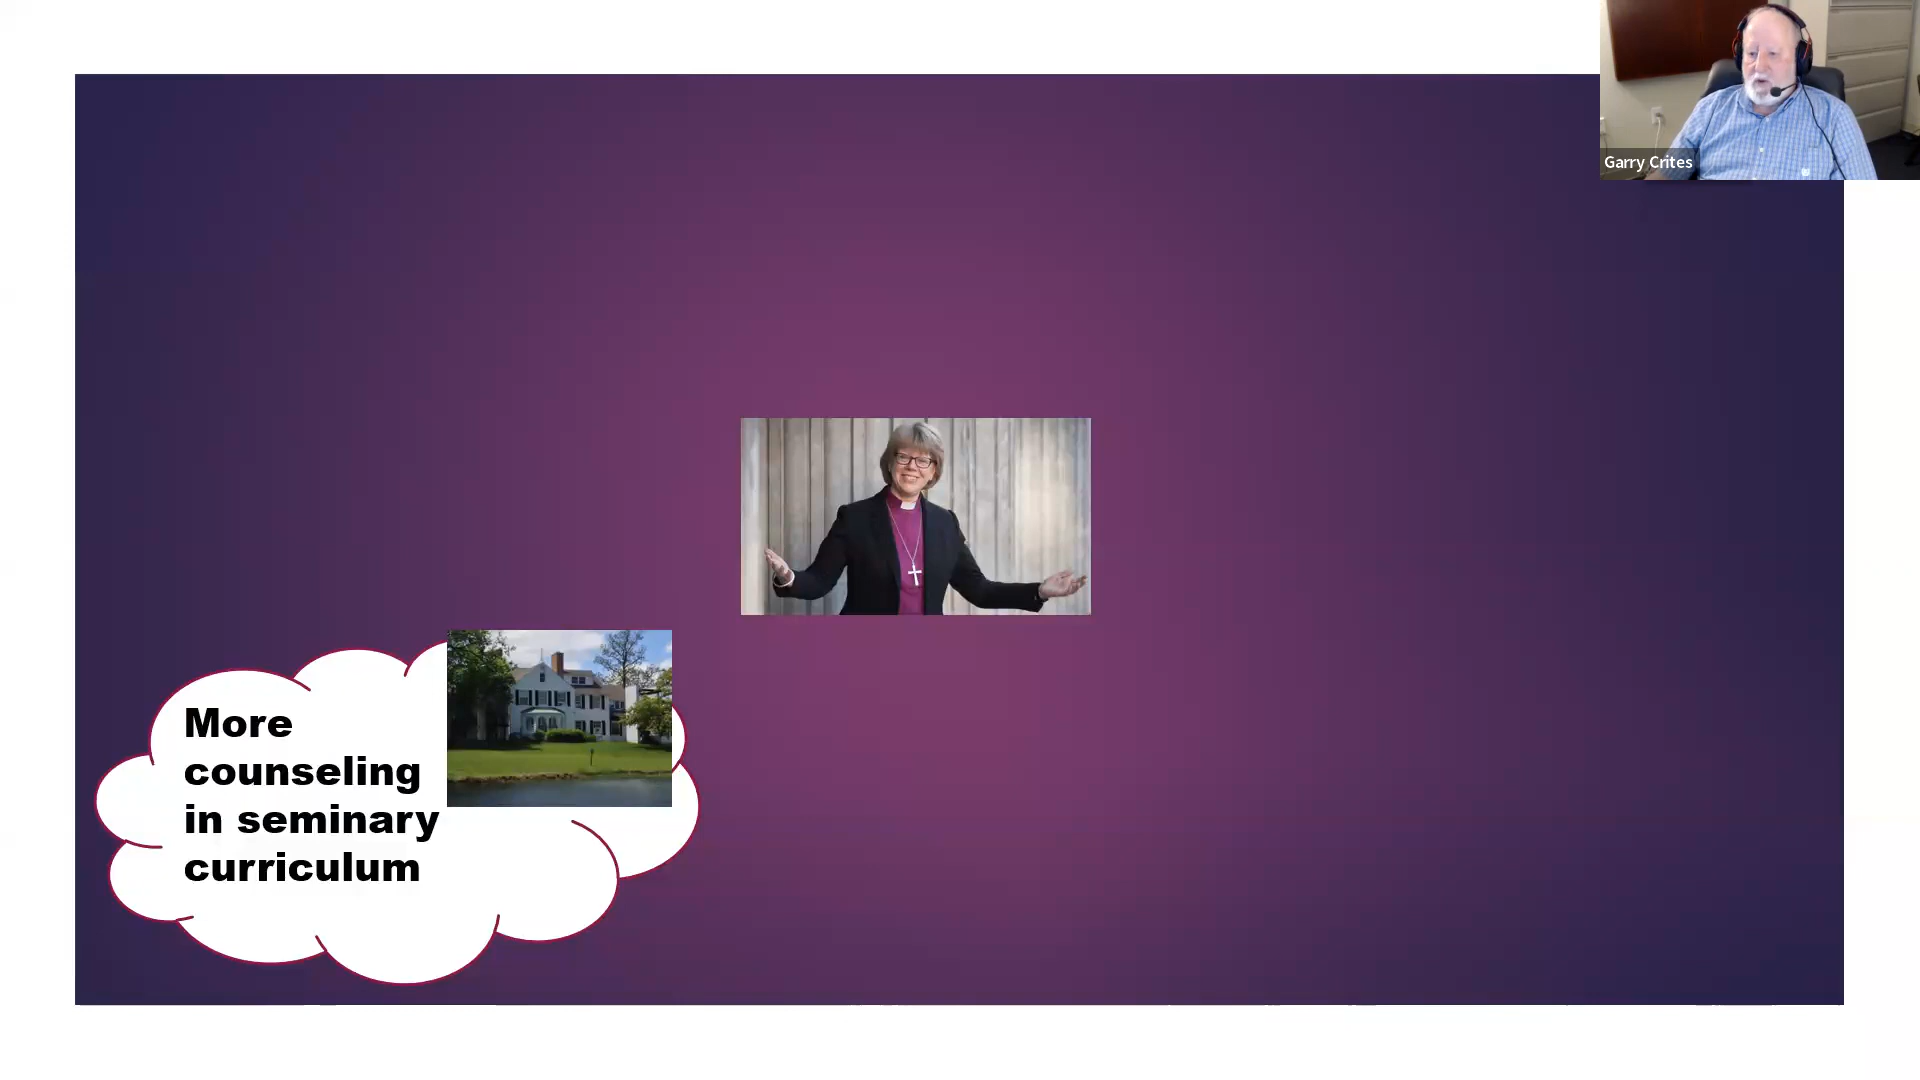 Garry Crites
More
counseling
in seminary
curriculum